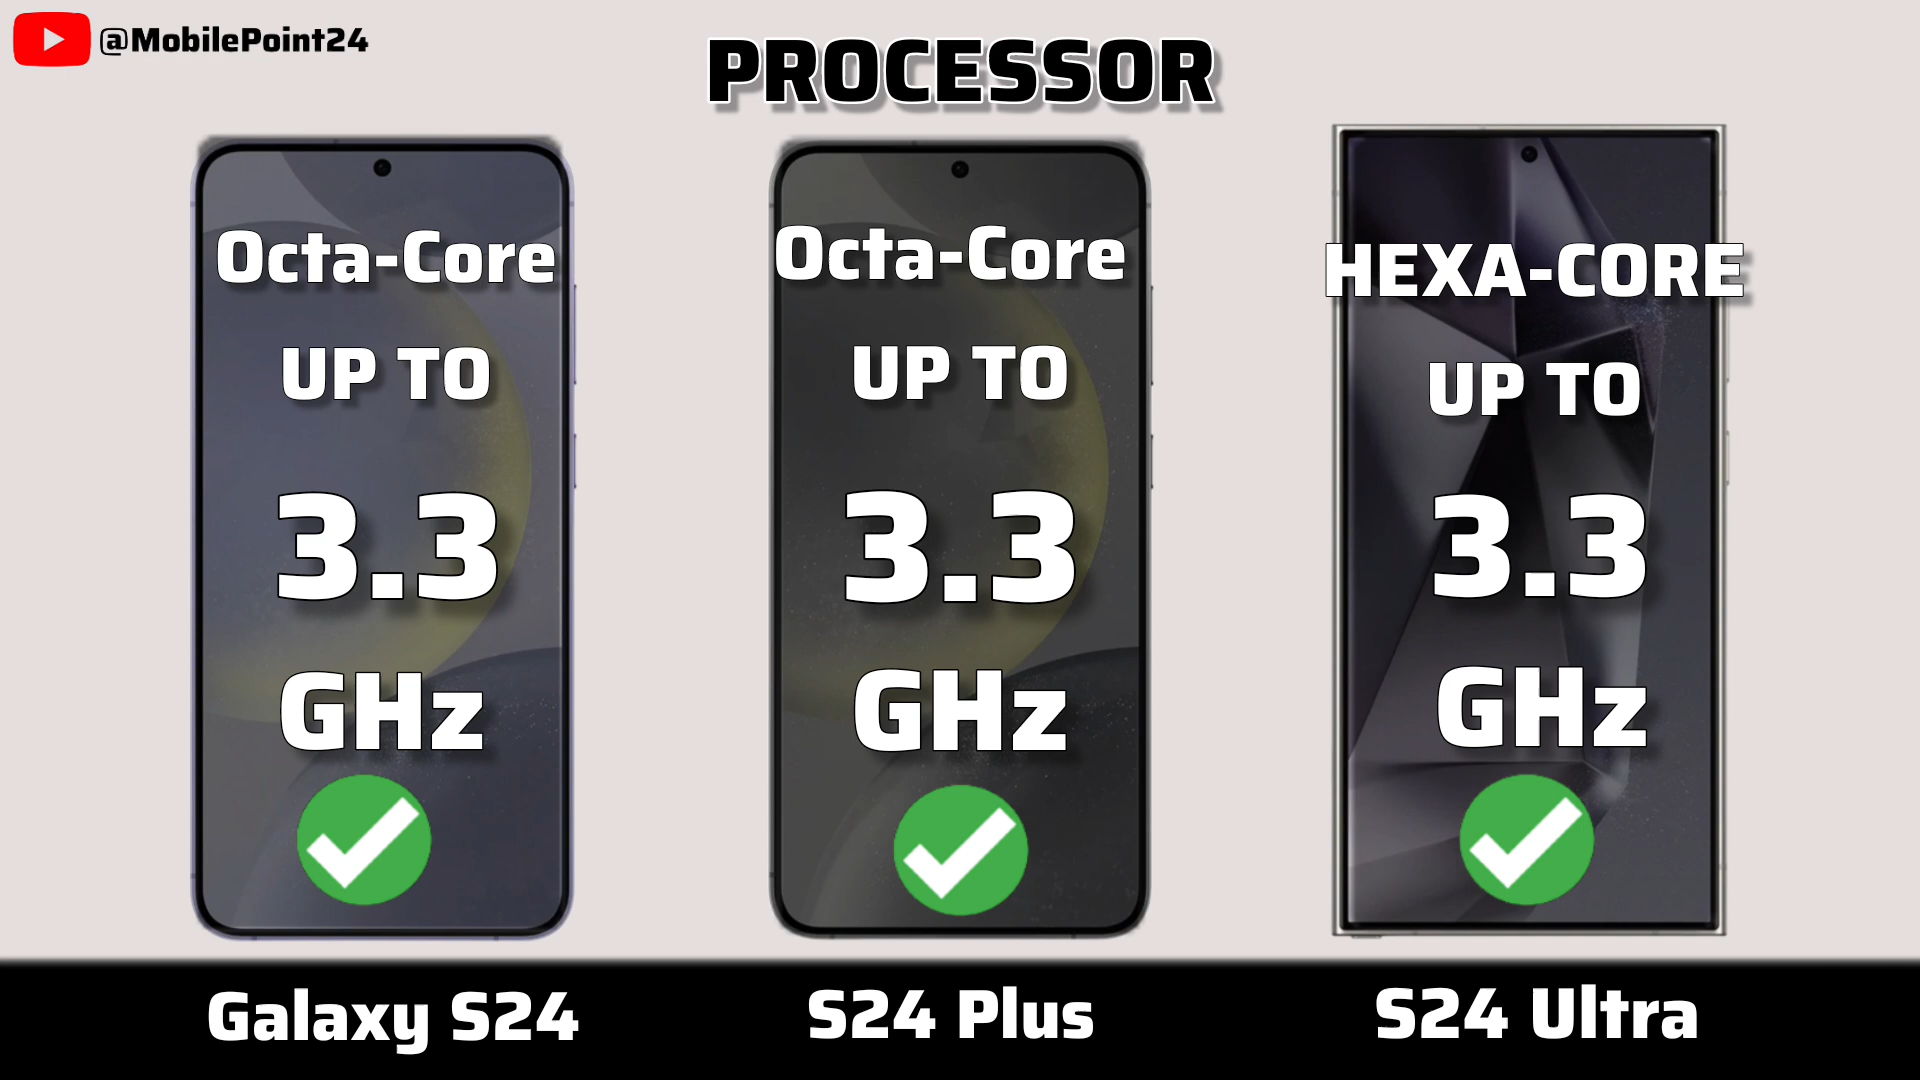 @MobilePoint24
PROCESSOR
Octa-Core
UP TO
3.3
GHz
Octa-Core
UP TO
3.3
GHz
HEXA-CORE
UP TO
3.3
GHz
Galaxy S24
S24 Plus
S24 Ultra